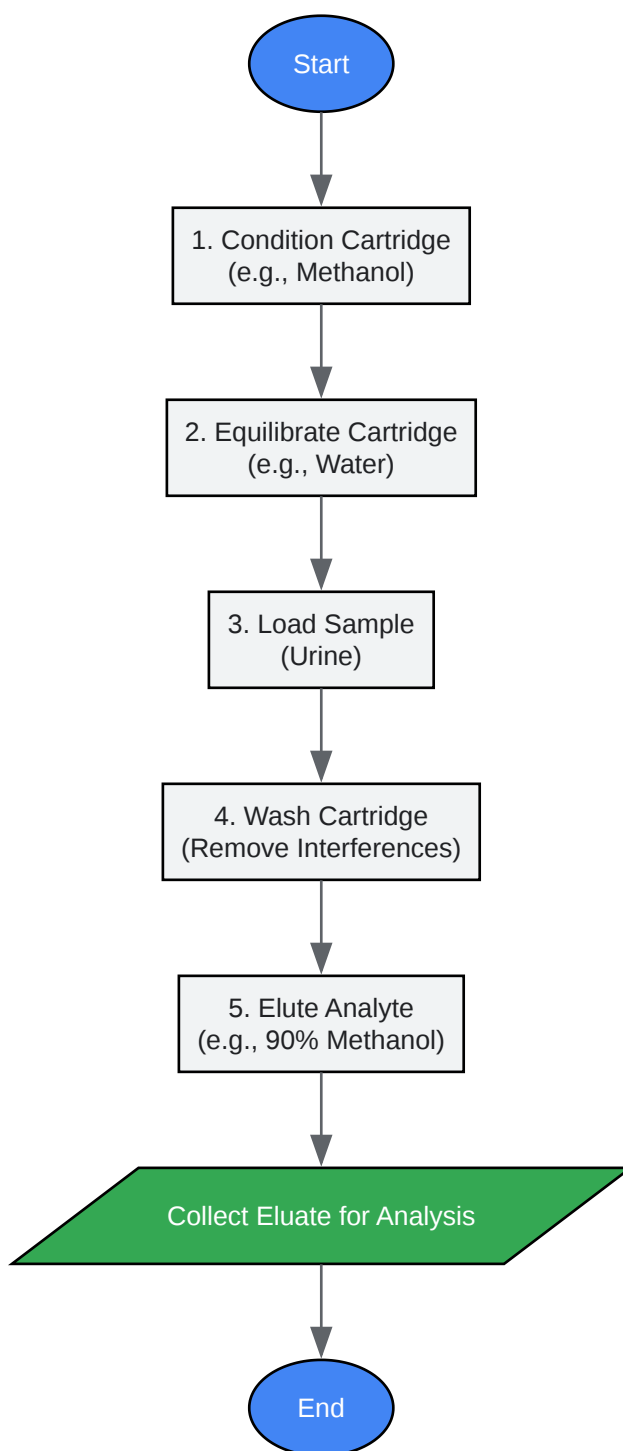 Start
1. Condition Cartridge
(e.g., Methanol)
2. Equilibrate Cartridge
(e.g., Water)
3. Load Sample
(Urine)
4. Wash Cartridge
(Remove Interferences)
5. Elute Analyte
(e.g., 90% Methanol)
Collect Eluate for Analysis
End